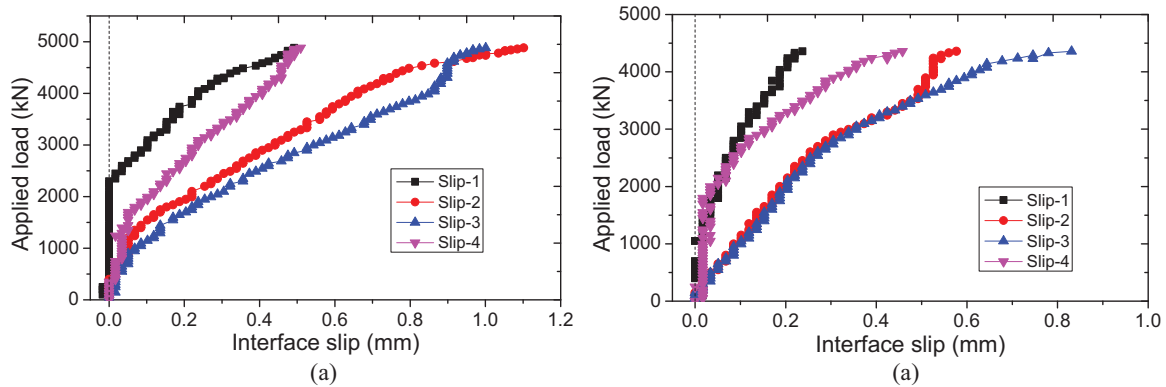 5000
4000
3000
2000
1000
0
Applied load (kN)
0.0 0.2 0.4 0.6 0.8 1.0 1.2
Interface slip (mm)
Slip-1
Slip-2
Slip-3
Slip-4
(a)
5000
4000
3000
2000
1000
0
Applied load (kN)
0.0 0.2 0.4 0.6 0.8 1.0
Interface slip (mm)
Slip-1
Slip-2
Slip-3
Slip-4
(a)